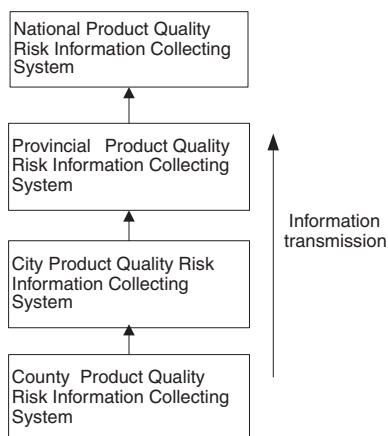 National Product Quality
Risk Information Collecting
System
Provincial Product Quality
Risk Information Collecting
System
City Product Quality Risk
Information Collecting
System
County Product Quality
Risk Information Collecting
System
Information
transmission